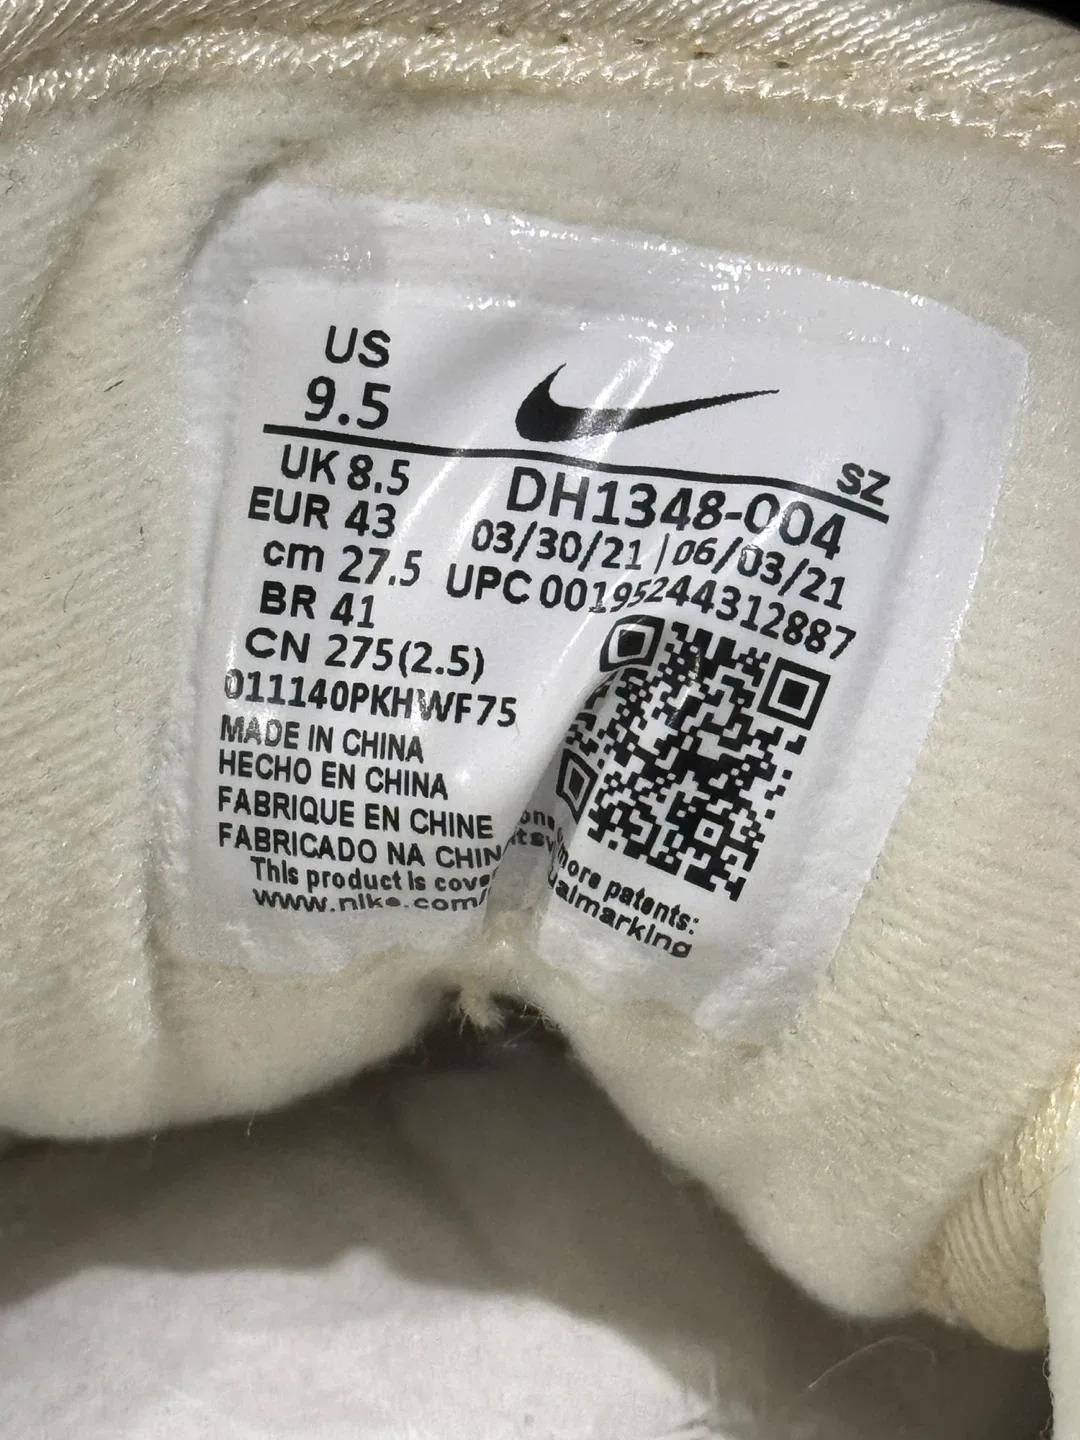 US
9.5
SZ
UK 8.5
DH1348-004
EUR 43
03/30/21 | 06/03/21
cm 27.5
UPC 00195244312887
BR 41
CN 275(2.5)
011140PKHWF75
MADE IN CHINA
HECHO EN CHINA
FABRIQUE EN CHINE
FABRICADO NA CHIN
This product is cove
more patents:
www.nike.com/
ualmarking